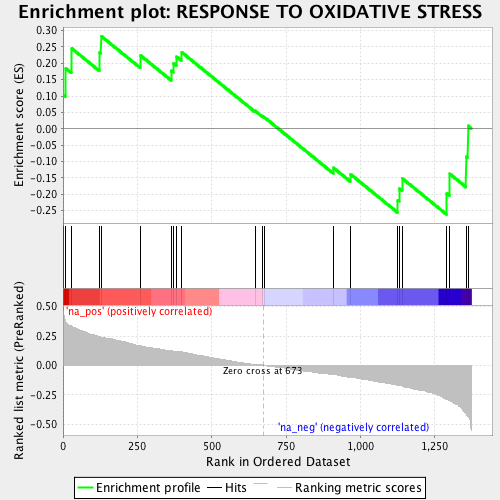 Enrichment plot: RESPONSE TO OXIDATIVE STRESS
Enrichment score (ES)
0.30
0.25
0.20
0.15
0.10
0.05
0.00
-0.05
-0.10
-0.15
-0.20
-0.25
Ranked list metric (PreRanked)
0.50
0.25
0.00
-0.25
-0.50
'na_pos' (positively correlated)
Zero cross at 673
'na_neg' (negatively correlated)
0
250
500
750
1,000
1,250
Rank in Ordered Dataset
Enrichment profile
Hits
Ranking metric scores